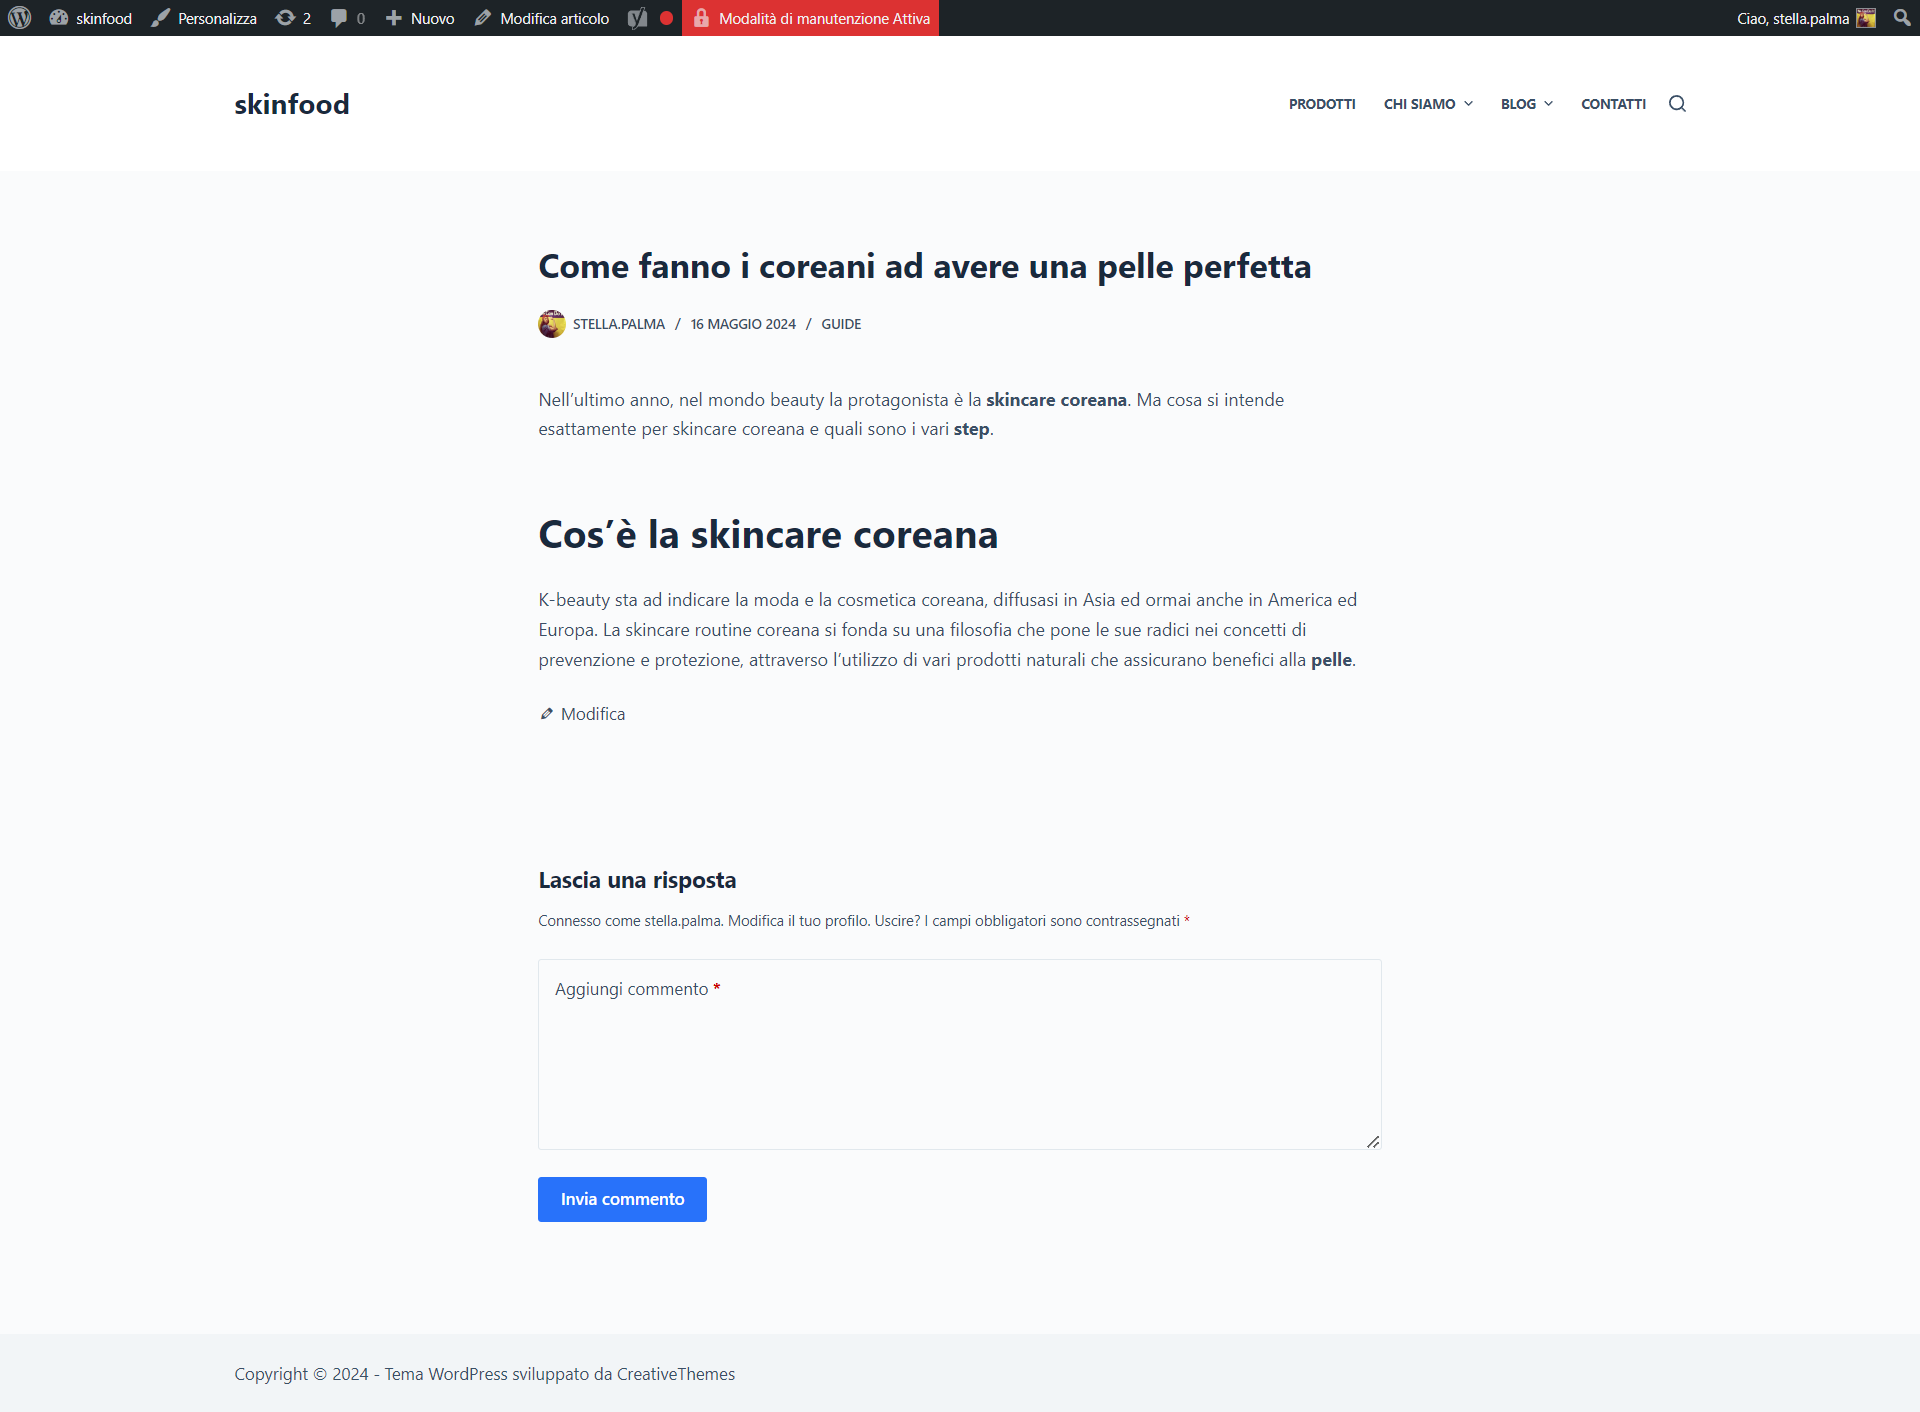 skinfood Personalizza 2 0 Nuovo Modifica articolo Modalità di manutenzione Attiva Ciao, stella.palma
skinfood
PRODOTTI CHI SIAMO BLOG CONTATTI
Come fanno i coreani ad avere una pelle perfetta
STELLA.PALMA / 16 MAGGIO 2024 / GUIDE
Nell’ultimo anno, nel mondo beauty la protagonista è la skincare coreana. Ma cosa si intende
esattamente per skincare coreana e quali sono i vari step.
Cos’è la skincare coreana
K-beauty sta ad indicare la moda e la cosmetica coreana, diffusasi in Asia ed ormai anche in America ed
Europa. La skincare routine coreana si fonda su una filosofia che pone le sue radici nei concetti di
prevenzione e protezione, attraverso l’utilizzo di vari prodotti naturali che assicurano benefici alla pelle.
Modifica
Lascia una risposta
Connesso come stella.palma. Modifica il tuo profilo. Uscire? I campi obbligatori sono contrassegnati *
Aggiungi commento *
Invia commento
Copyright © 2024 - Tema WordPress sviluppato da CreativeThemes